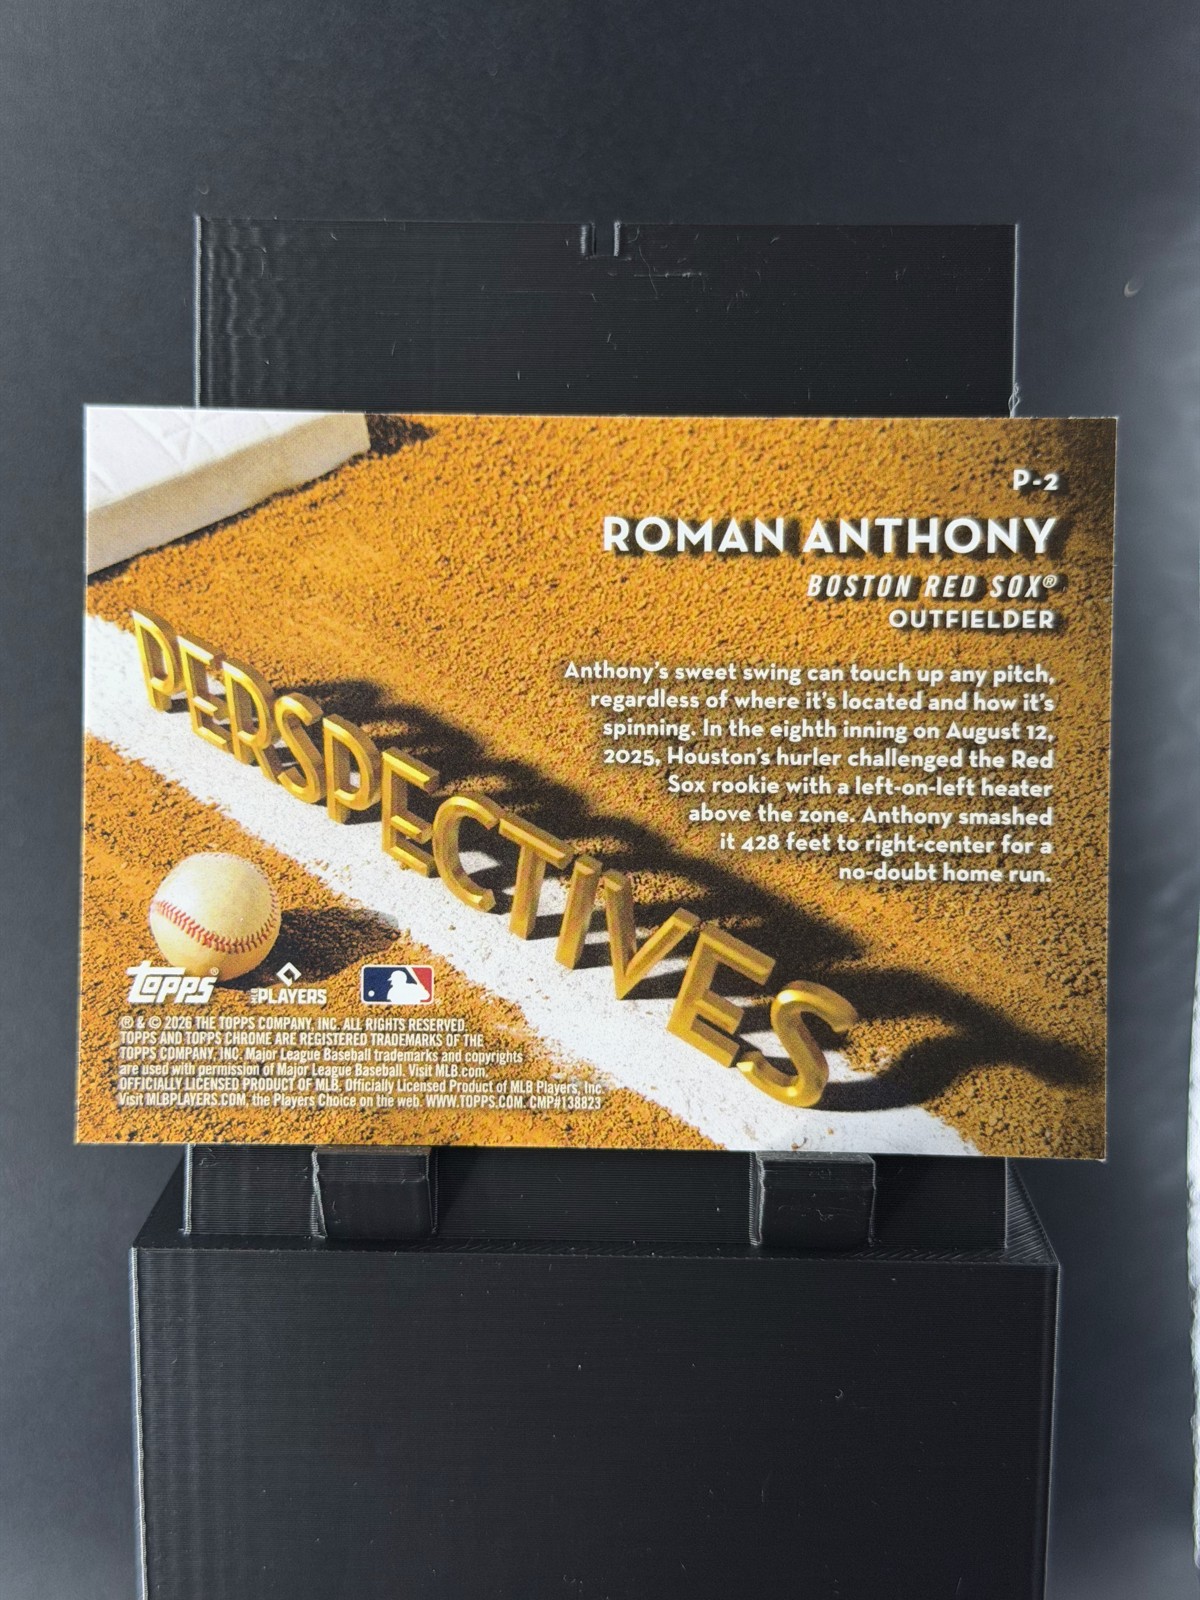 P-2
ROMAN ANTHONY
BOSTON RED SOX®
OUTFIELDER
Anthony's sweet swing can touch up any pitch,
regardless of where it's located and how it's
spinning. In the eighth inning on August 12,
2025, Houston's hurler challenged the Red
Sox rookie with a left-on-left heater
above the zone. Anthony smashed
it 428 feet to right-center for a
no-doubt home run.
PERSPECTIVES
TOPPS®
MLB PLAYERS
® & © 2026 THE TOPPS COMPANY, INC. ALL RIGHTS RESERVED.
TOPPS AND TOPPS CHROME ARE REGISTERED TRADEMARKS OF THE
TOPPS COMPANY, INC. Major League Baseball trademarks and copyrights
are used with permission of Major League Baseball. Visit MLB.com.
OFFICIALLY LICENSED PRODUCT OF MLB. Officially Licensed Product of MLB Players, Inc.
Visit MLBPLAYERS.COM, the Players Choice on the web. WWW.TOPPS.COM. CMP#138823